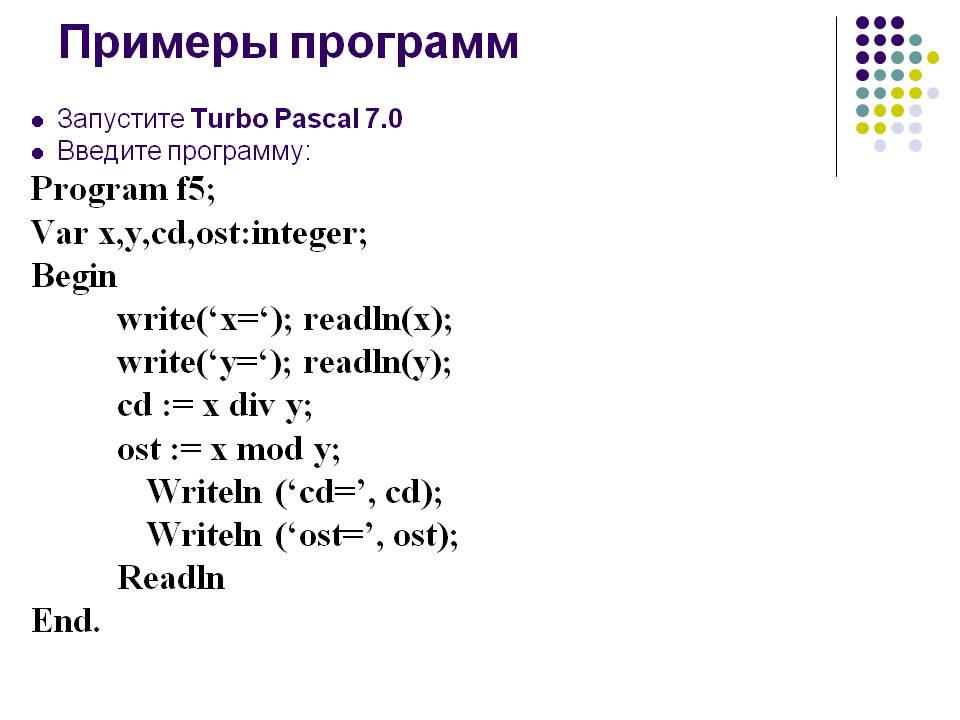 Примеры программ
Запустите Turbo Pascal 7.0
Введите программу:
Program f5;
Var x,y,cd,ost:integer;
Begin
write(‘x=‘); readln(x);
write(‘y=‘); readln(y);
cd := x div y;
ost := x mod y;
Writeln (‘cd=’, cd);
Writeln (‘ost=’, ost);
Readln
End.